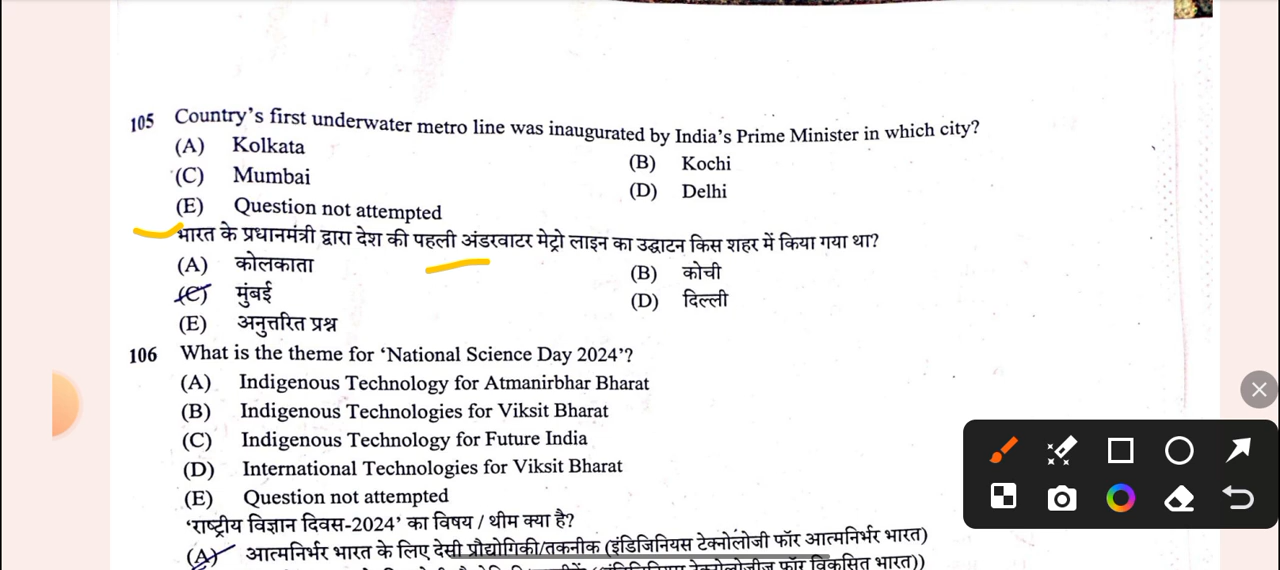 105 Country's first underwater metro line was inaugurated by India's Prime Minister in which city?
(A) Kolkata (B) Kochi
(C) Mumbai (D) Delhi
(E) Question not attempted
भारत के प्रधानमंत्री द्वारा देश की पहली अंडरवाटर मेट्रो लाइन का उद्घाटन किस शहर में किया गया था?
(A) कोलकाता (B) कोची
(C) मुंबई (D) दिल्ली
(E) अनुत्तरित प्रश्न
106 What is the theme for ‘National Science Day 2024’?
(A) Indigenous Technology for Atmanirbhar Bharat
(B) Indigenous Technologies for Viksit Bharat
(C) Indigenous Technology for Future India
(D) International Technologies for Viksit Bharat
(E) Question not attempted
‘राष्ट्रीय विज्ञान दिवस-2024’ का विषय / थीम क्या है?
(A) आत्मनिर्भर भारत के लिए देसी प्रौद्योगिकी/तकनीक (इंडिजिनियस टेक्नोलोजी फॉर आत्मनिर्भर भारत)
टेक्नोलोजीज फॉर विकसित भारत))